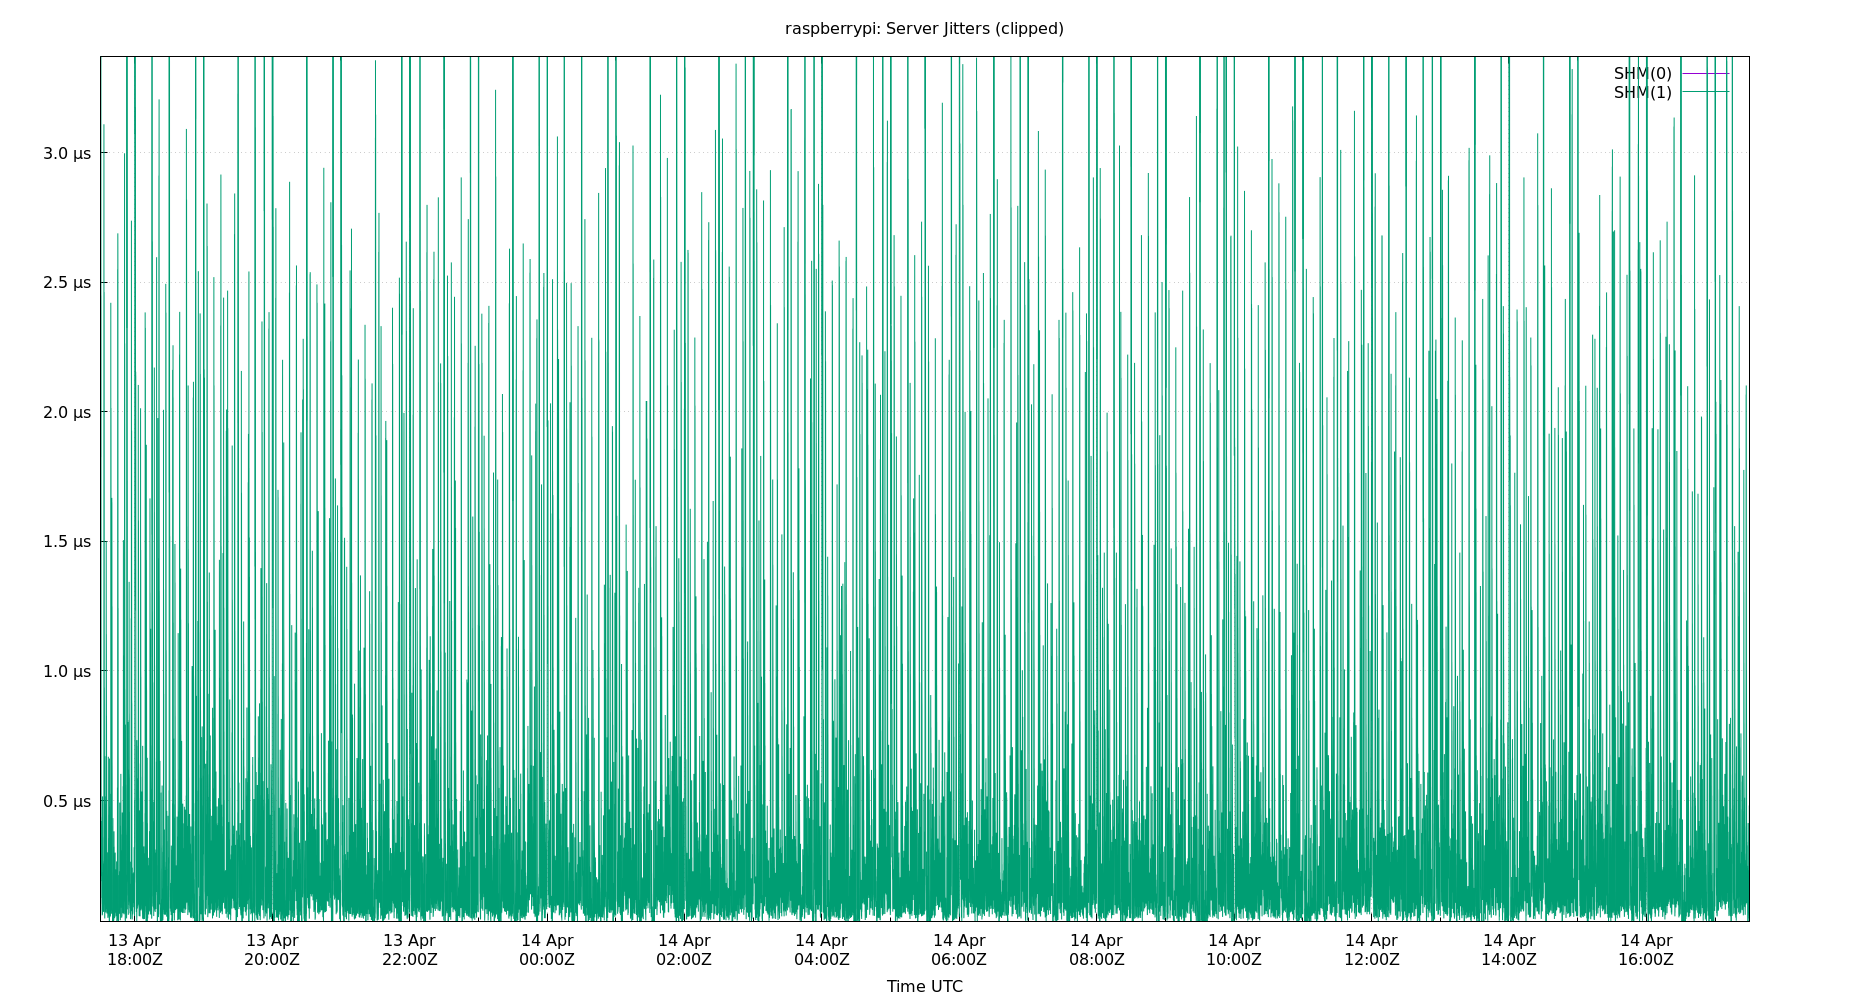 raspberrypi: Server Jitters (clipped)
SHM(0)
SHM(1)
3.0 µs
2.5 µs
2.0 µs
1.5 µs
1.0 µs
0.5 µs
13 Apr 13 Apr 13 Apr 14 Apr 14 Apr 14 Apr 14 Apr 14 Apr 14 Apr 14 Apr 14 Apr 14 Apr
18:00Z 20:00Z 22:00Z 00:00Z 02:00Z 04:00Z 06:00Z 08:00Z 10:00Z 12:00Z 14:00Z 16:00Z
Time UTC